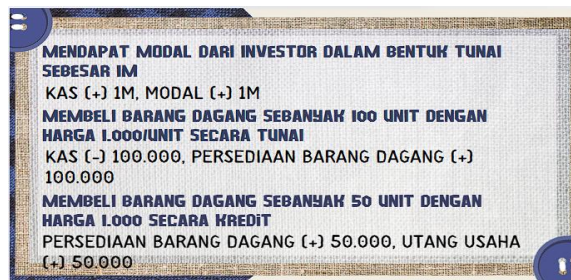 MENDAPAT MODAL DARI INVESTOR DALAM BENTUK TUNAI
SEBESAR 1M
KAS (+) 1M, MODAL (+) 1M
MEMBELI BARANG DAGANG SEBANYAK 100 UNIT DENGAN
HARGA 1.000/UNIT SECARA TUNAI
KAS (-) 100.000, PERSEDIAAN BARANG DAGANG (+)
100.000
MEMBELI BARANG DAGANG SEBANYAK 50 UNIT DENGAN
HARGA 1.000 SECARA KREDIT
PERSEDIAAN BARANG DAGANG (+) 50.000, UTANG USAHA
(+) 50.000